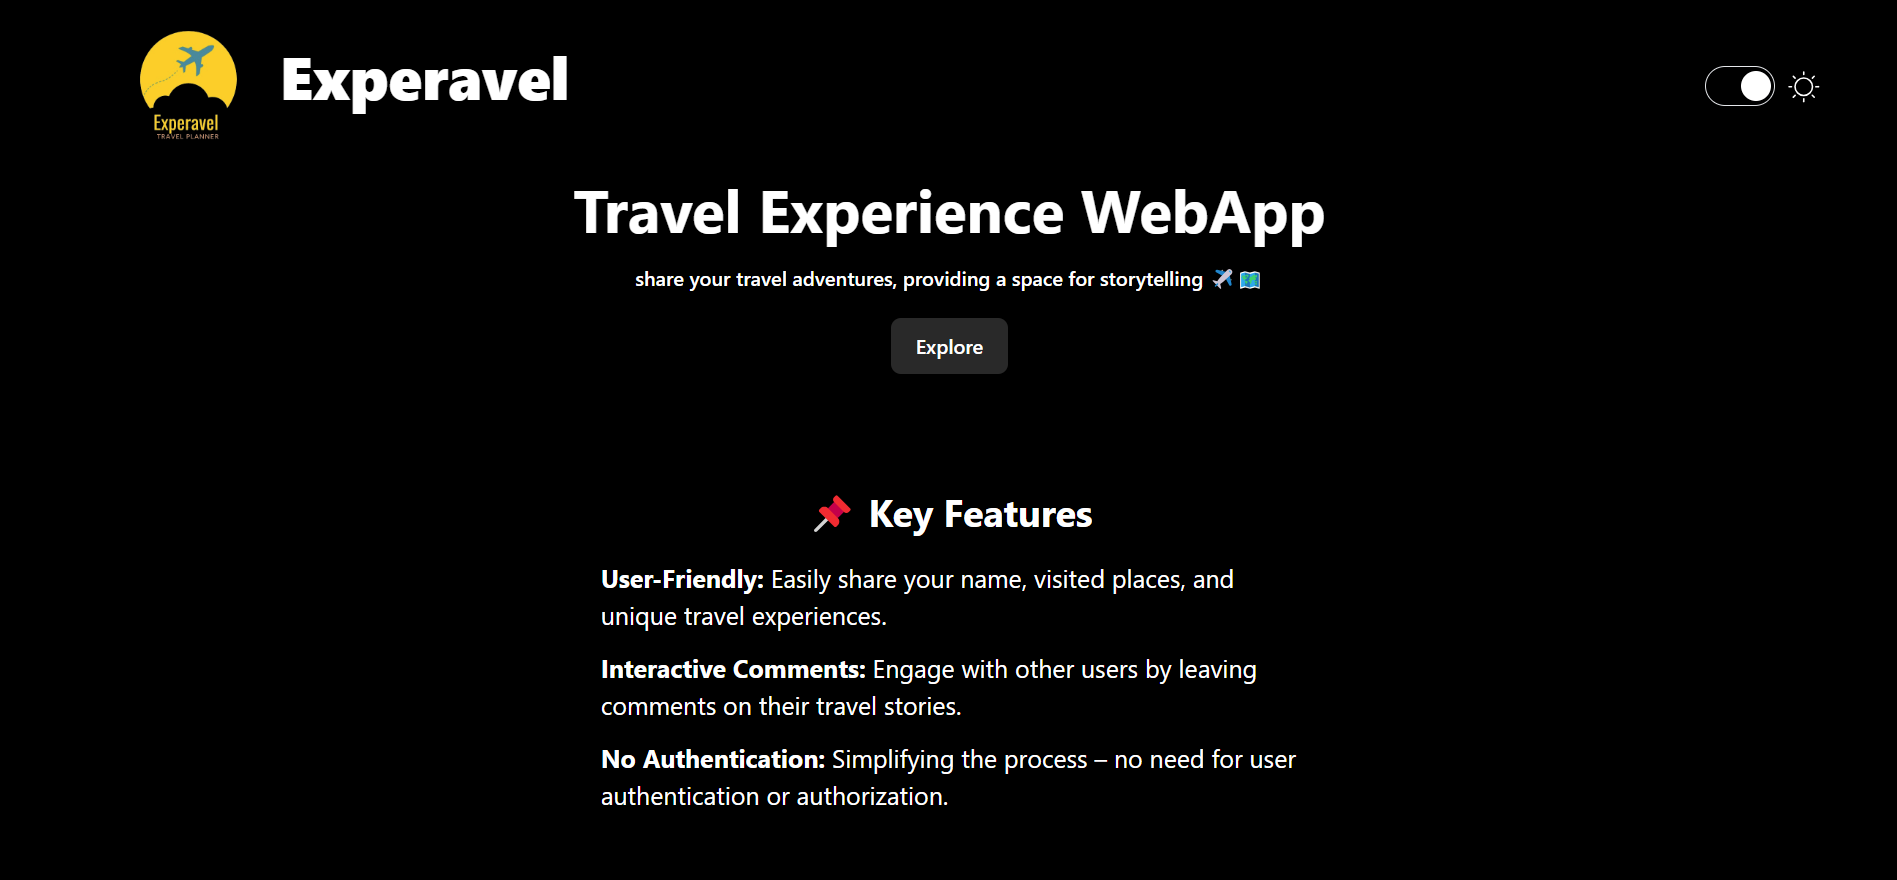 Experavel
TRAVEL PLANNER
Experavel
Travel Experience WebApp
share your travel adventures, providing a space for storytelling ✈️🗺️
Explore
📌 Key Features
User-Friendly: Easily share your name, visited places, and
unique travel experiences.
Interactive Comments: Engage with other users by leaving
comments on their travel stories.
No Authentication: Simplifying the process – no need for user
authentication or authorization.